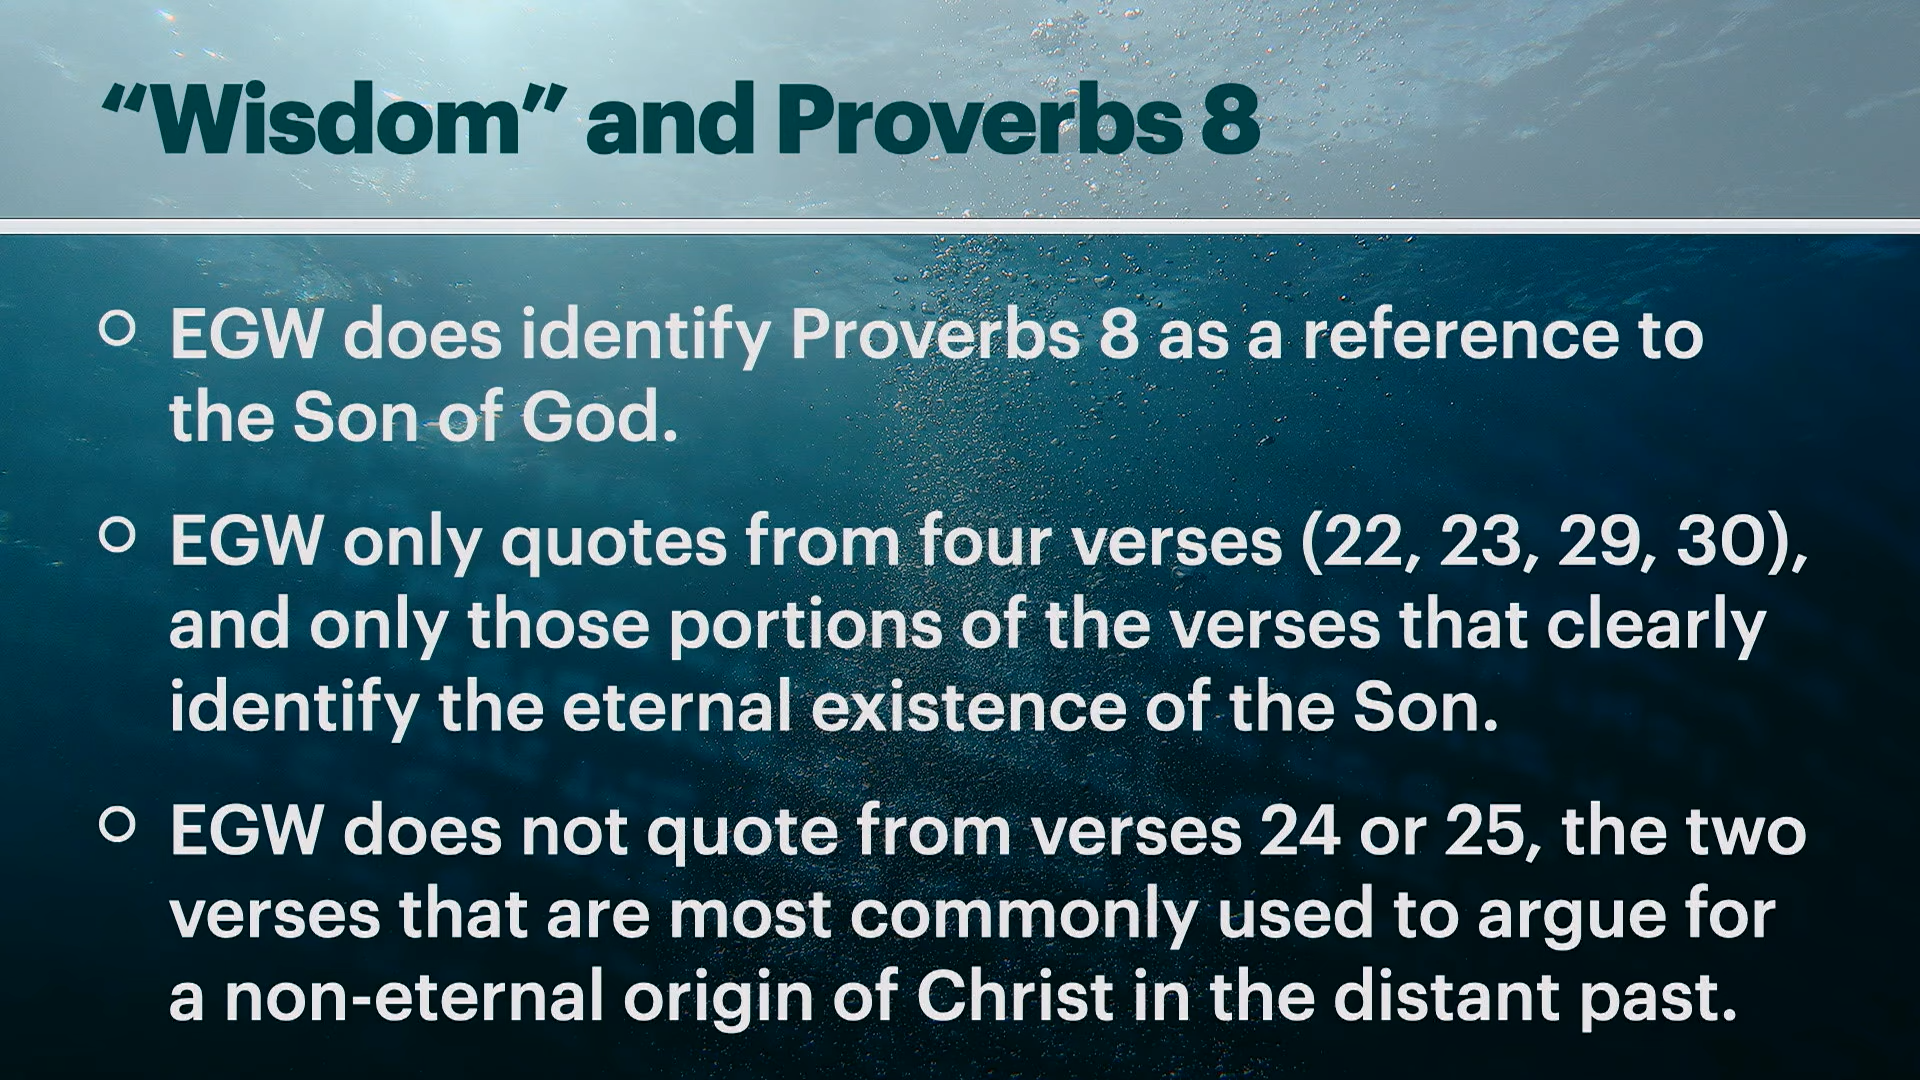 “Wisdom” and Proverbs 8
EGW does identify Proverbs 8 as a reference to
the Son of God.
EGW only quotes from four verses (22, 23, 29, 30),
and only those portions of the verses that clearly
identify the eternal existence of the Son.
EGW does not quote from verses 24 or 25, the two
verses that are most commonly used to argue for
a non-eternal origin of Christ in the distant past.